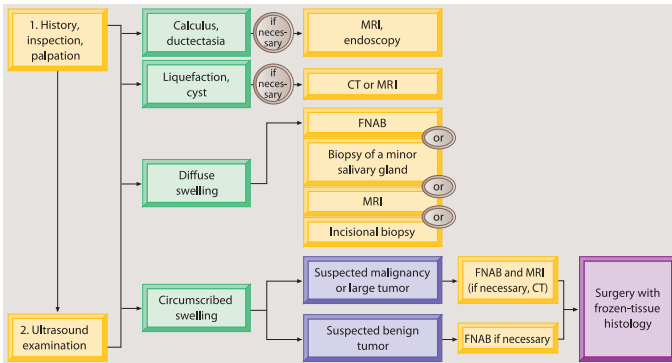 1. History,
inspection,
palpation
Calculus,
ductectasia
if
neces-
sary
MRI,
endoscopy
Liquefaction,
cyst
if
neces-
sary
CT or MRI
Diffuse
swelling
FNAB
or
Biopsy of a minor
salivary gland
or
MRI
or
Incisional biopsy
Circumscribed
swelling
Suspected malignancy
or large tumor
FNAB and MRI
(if necessary, CT)
Suspected benign
tumor
FNAB if necessary
Surgery with
frozen-tissue
histology
2. Ultrasound
examination